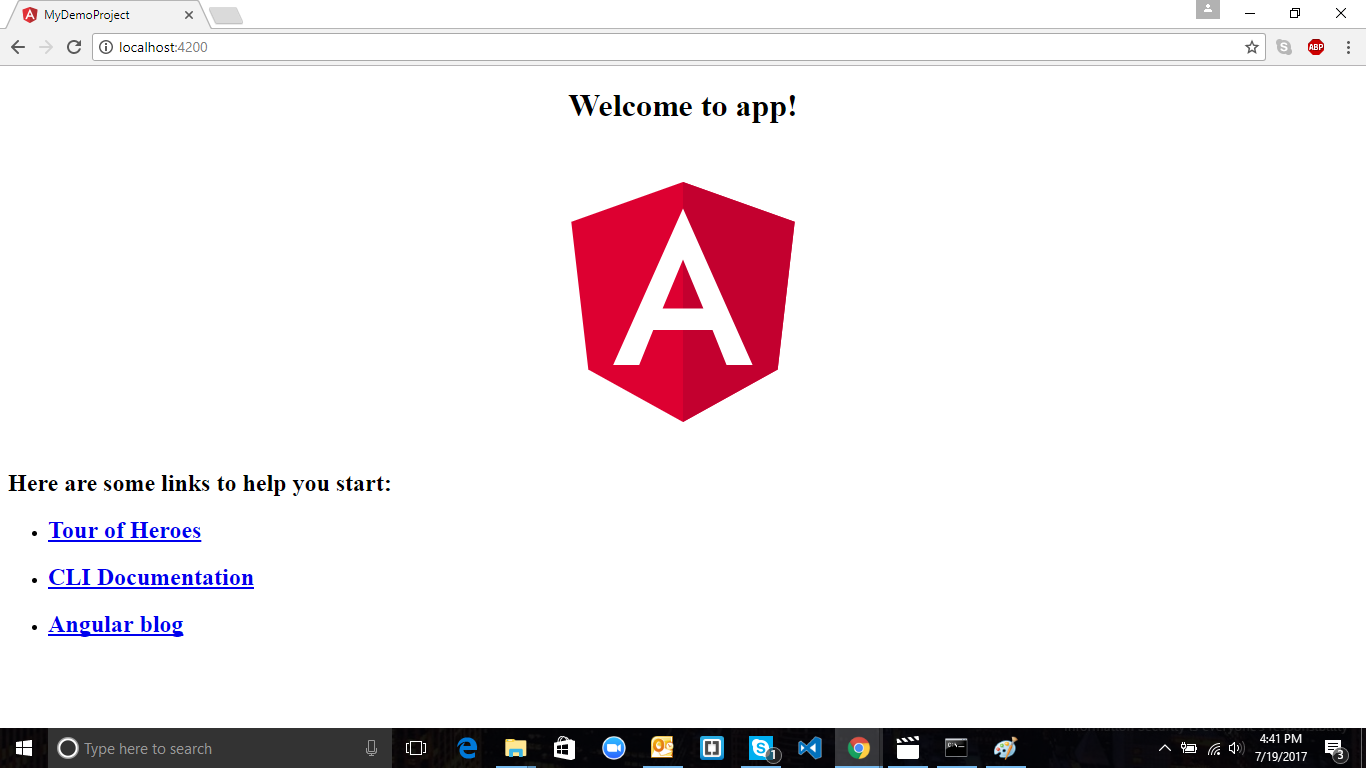 MyDemoProject
localhost:4200
ABP
Welcome to app!
A
Here are some links to help you start:
Tour of Heroes
CLI Documentation
Angular blog
Type here to search
1
4:41 PM
7/19/2017
3